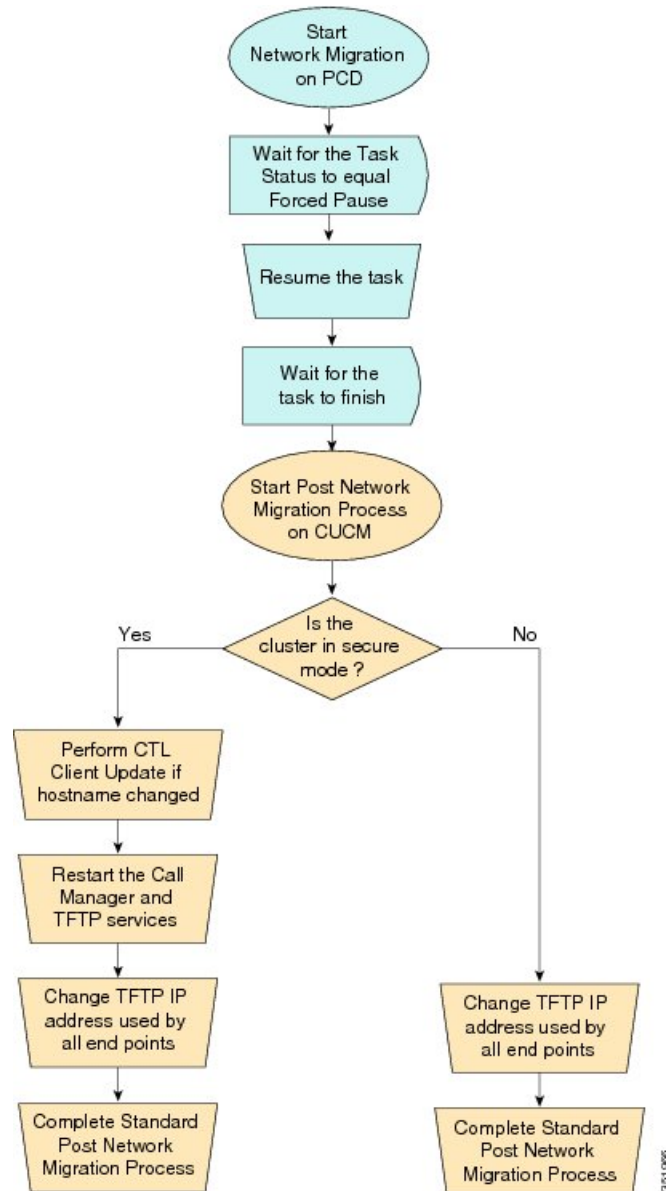 Start
Network Migration
on PCD
Wait for the Task
Status to equal
Forced Pause
Resume the task
Wait for the
task to finish
Start Post Network
Migration Process
on CUCM
Is the
cluster in secure
mode ?
Yes
No
Perform CTL
Client Update if
hostname changed
Restart the Call
Manager and
TFTP services
Change TFTP IP
address used by
all end points
Complete Standard
Post Network
Migration Process
Change TFTP IP
address used by
all end points
Complete Standard
Post Network
Migration Process